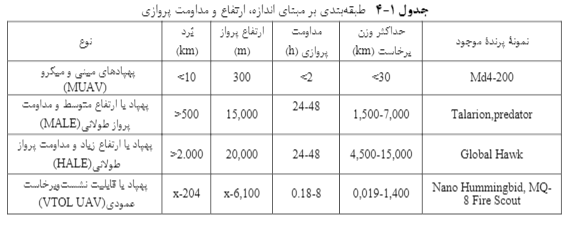 جدول ۱-۴ طبقه‌بندی بر مبنای اندازه، ارتفاع و مداومت پروازی
نوع	بُرد (km)	ارتفاع پرواز (m)	مداومت پروازی (h)	حداکثر وزن برخاست (km)	نمونهٔ پرندهٔ موجود
پهپادهای مینی و میکرو (MUAV)	<10	300	<2	<30	Md4-200
پهپاد با ارتفاع متوسط و مداومت پرواز طولانی(MALE)	>500	15,000	24-48	1,500-7,000	Talarion,predator
پهپاد با ارتفاع زیاد و مداومت پرواز طولانی(HALE)	>2.000	20,000	24-48	4,500-15,000	Global Hawk
پهپاد با قابلیت نشست‌وبرخاست عمودی(VTOL UAV)	x-204	x-6,100	0.18-8	0,019-1,400	Nano Hummingbid, MQ-8 Fire Scout